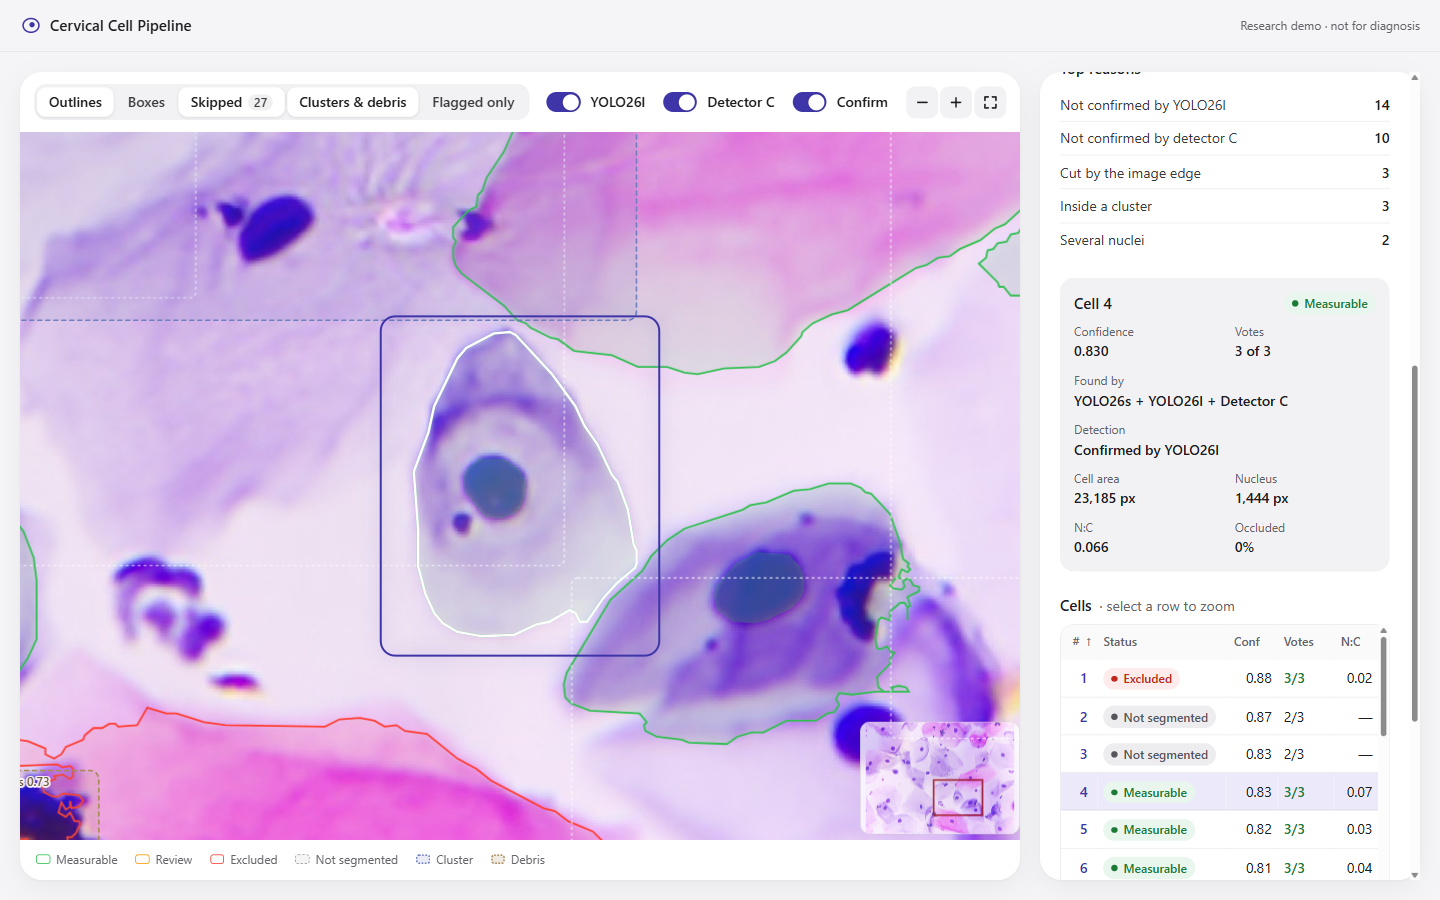 Cervical Cell Pipeline
Research demo · not for diagnosis
Outlines Boxes Skipped 27 Clusters & debris Flagged only YOLO26l Detector C Confirm
Top reasons
Not confirmed by YOLO26l 14
Not confirmed by detector C 10
Cut by the image edge 3
Inside a cluster 3
Several nuclei 2
Cell 4 Measurable
Confidence Votes
0.830 3 of 3
Found by
YOLO26s + YOLO26l + Detector C
Detection
Confirmed by YOLO26l
Cell area Nucleus
23,185 px 1,444 px
N:C Occluded
0.066 0%
Cells · select a row to zoom
# ↑ Status Conf Votes N:C
1 Excluded 0.88 3/3 0.02
2 Not segmented 0.87 2/3 —
3 Not segmented 0.83 2/3 —
4 Measurable 0.83 3/3 0.07
5 Measurable 0.82 3/3 0.03
6 Measurable 0.81 3/3 0.04
s 0.73
Measurable Review Excluded Not segmented Cluster Debris